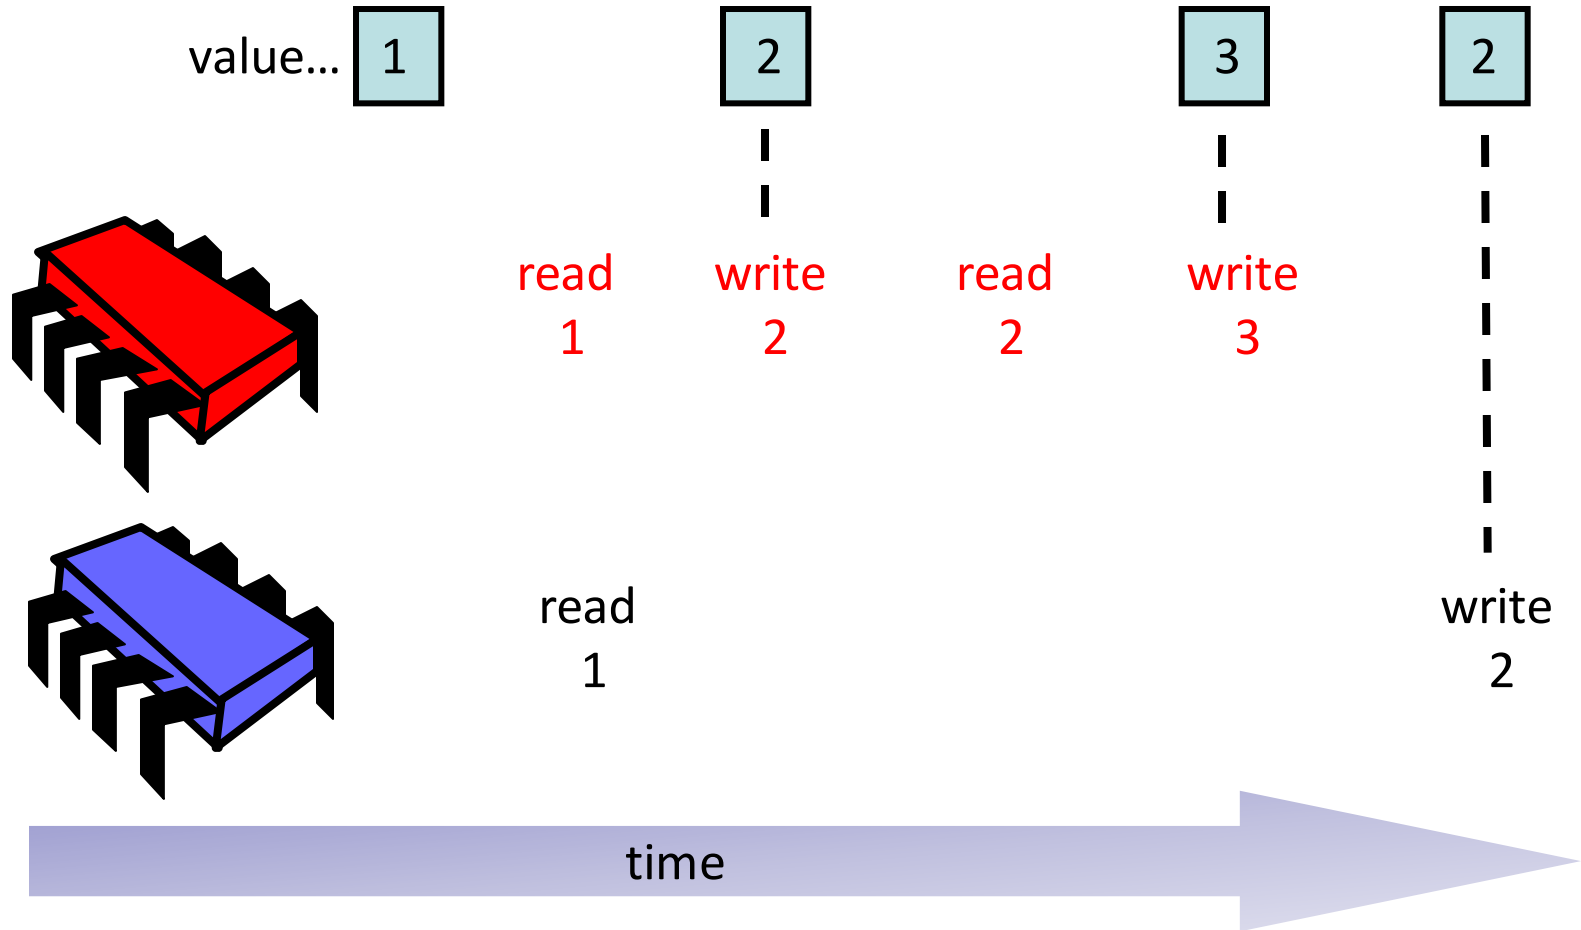 value... 1 2 3 2
read write read write
1 2 2 3
read write
1 2
time